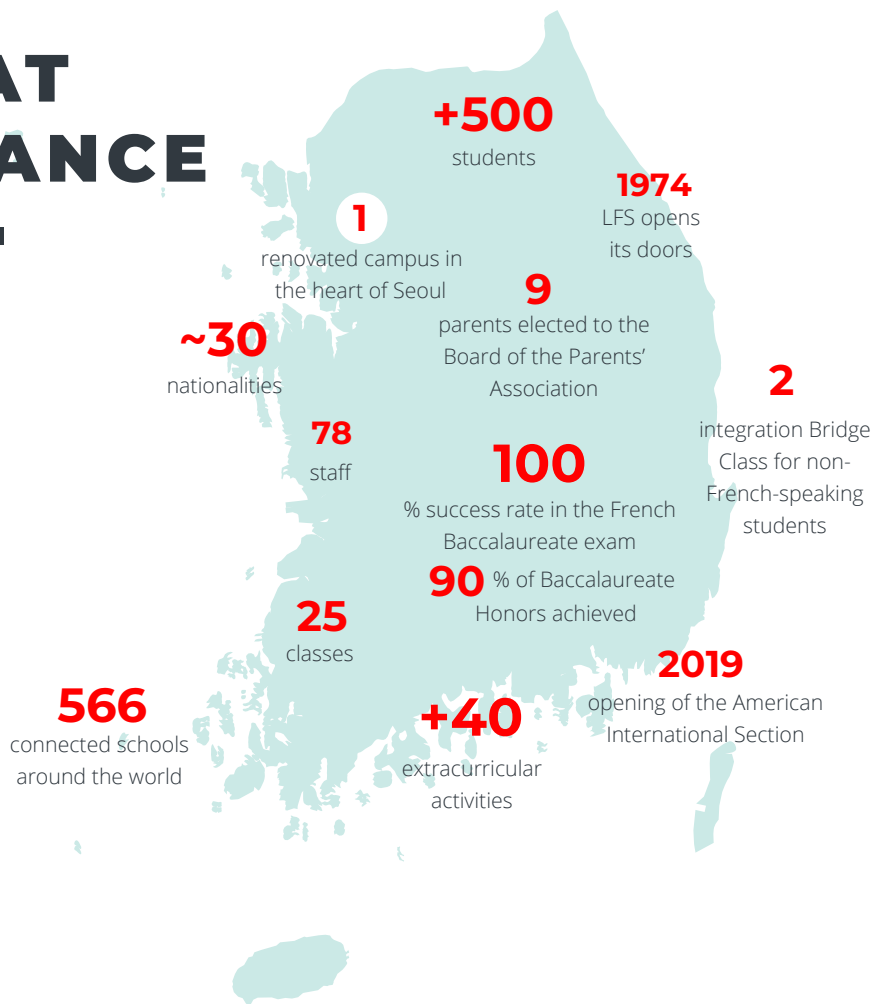 AT
ANCE
+500
students
1974
LFS opens
its doors
1
renovated campus in
the heart of Seoul
9
parents elected to the
Board of the Parents’
Association
~30
nationalities
2
integration Bridge
Class for non-
French-speaking
students
78
staff
100
% success rate in the French
Baccalaureate exam
90 % of Baccalaureate
Honors achieved
25
classes
2019
opening of the American
International Section
566
connected schools
around the world
+40
extracurricular
activities